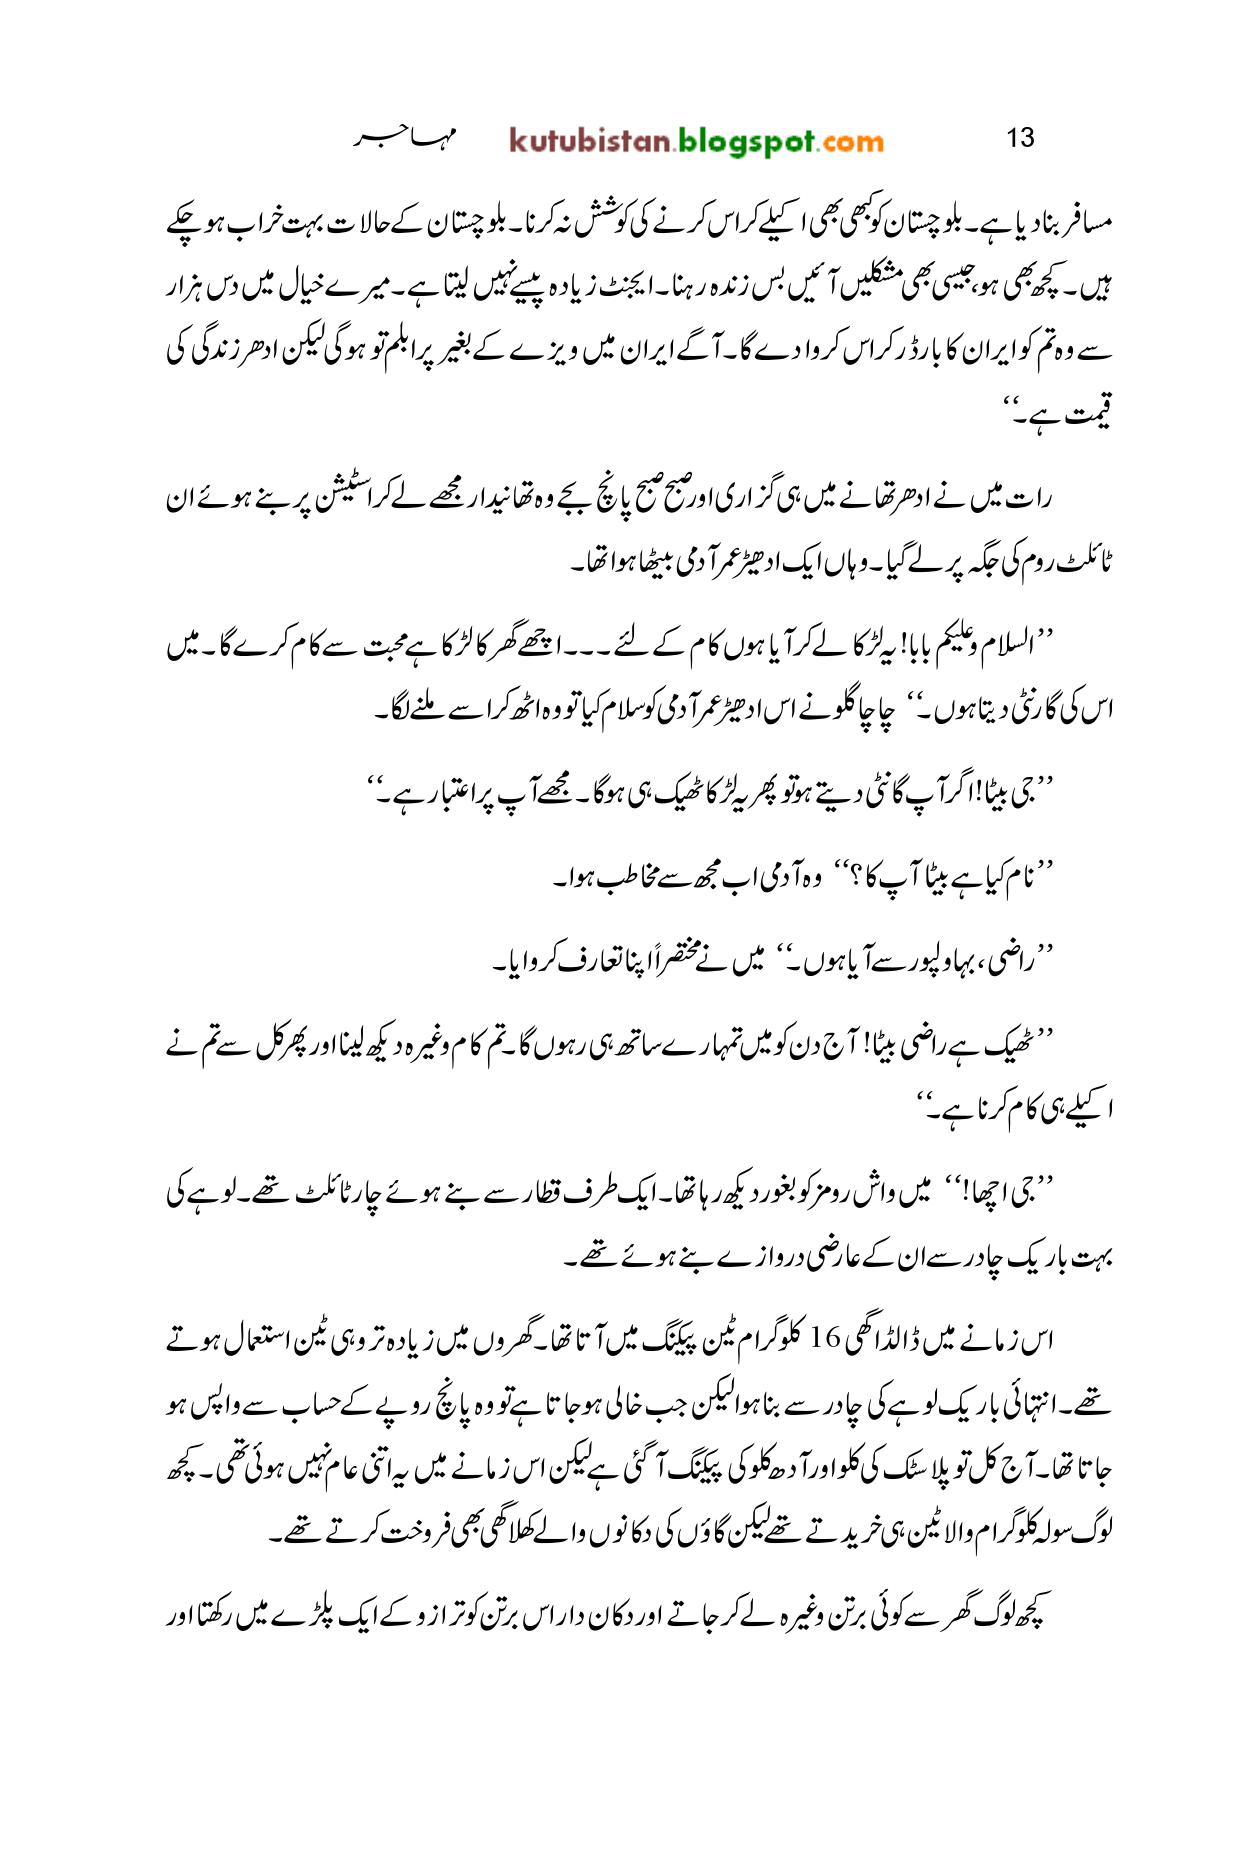 13 kutubistan.blogspot.com مہاجر
مسافر بنا دیا ہے۔ بلوچستان کو کبھی بھی اکیلے کراس کرنے کی کوشش نہ کرنا۔ بلوچستان کے حالات بہت خراب ہو چکے
ہیں۔ کچھ بھی ہو، جیسی بھی مشکلیں آئیں بس زندہ رہنا۔ ایجنٹ زیادہ پیسے نہیں لیتا ہے۔ میرے خیال میں دس ہزار
سے وہ تم کو ایران کا بارڈر کراس کروا دے گا۔ آگے ایران میں ویزے کے بغیر پرابلم تو ہو گی لیکن ادھر زندگی کی
قیمت ہے۔‘‘
رات میں نے ادھر تھانے میں ہی گزاری اور صبح صبح پانچ بجے وہ تھانیدار مجھے لے کر اسٹیشن پر بنے ہوئے ان
ٹائلٹ روم کی جگہ پر لے گیا۔ وہاں ایک ادھیڑ عمر آدمی بیٹھا ہوا تھا۔
’’السلام وعلیکم بابا! یہ لڑکا لے کر آیا ہوں کام کے لئے ۔۔۔ اچھے گھر کا لڑکا ہے محبت سے کام کرے گا۔ میں
اس کی گارنٹی دیتا ہوں۔‘‘ چاچا گلو نے اس ادھیڑ عمر آدمی کو سلام کیا تو وہ اٹھ کر اسے ملنے لگا۔
’’جی بیٹا! اگر آپ گانٹی دیتے ہو تو پھر یہ لڑکا ٹھیک ہی ہوگا۔ مجھے آپ پر اعتبار ہے۔‘‘
’’نام کیا ہے بیٹا آپ کا؟‘‘ وہ آدمی اب مجھ سے مخاطب ہوا۔
’’راضی، بہاولپور سے آیا ہوں۔‘‘ میں نے مختصراً اپنا تعارف کروایا۔
’’ٹھیک ہے راضی بیٹا! آج دن کو میں تمہارے ساتھ ہی رہوں گا۔ تم کام وغیرہ دیکھ لینا اور پھر کل سے تم نے
اکیلے ہی کام کرنا ہے۔‘‘
’’جی اچھا!‘‘ میں واش رومز کو بغور دیکھ رہا تھا۔ ایک طرف قطار سے بنے ہوئے چار ٹائلٹ تھے۔ لوہے کی
بہت باریک چادر سے ان کے عارضی دروازے بنے ہوئے تھے۔
اس زمانے میں ڈالڈا گھی 16 کلوگرام ٹین پیکنگ میں آتا تھا۔ گھروں میں زیادہ تر وہی ٹین استعمال ہوتے
تھے۔ انتہائی باریک لوہے کی چادر سے بنا ہوا لیکن جب خالی ہو جاتا ہے تو وہ پانچ روپے کے حساب سے واپس ہو
جاتا تھا۔ آج کل تو پلاسٹک کی کلو اور آدھ کلو کی پیکنگ آ گئی ہے لیکن اس زمانے میں یہ اتنی عام نہیں ہوئی تھی۔ کچھ
لوگ سولہ کلوگرام والا ٹین ہی خریدتے تھے لیکن گاؤں کی دکانوں والے کھلا گھی بھی فروخت کرتے تھے۔
کچھ لوگ گھر سے کوئی برتن وغیرہ لے کر جاتے اور دکان دار اس برتن کو ترازو کے ایک پلڑے میں رکھتا اور